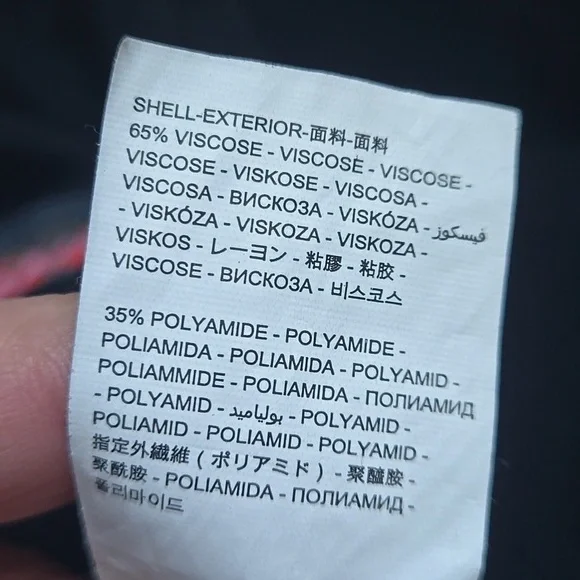 SHELL-EXTERIOR-面料-面料
65% VISCOSE - VISCOSE - VISCOSE -
VISCOSE - VISKOSE - VISCOSA -
VISCOSA - ВИСКОЗА - VISKÓZA - فيسكوز
- VISKÓZA - VISKOZA - VISKOZA -
VISKOS - レーヨン - 粘膠 - 粘胶 -
VISCOSE - ВИСКОЗА - 비스코스
35% POLYAMIDE - POLYAMIDE -
POLIAMIDA - POLIAMIDA - POLYAMID -
POLIAMMIDE - POLIAMIDA - ПОЛИАМИД
- POLYAMID - بولياميد - POLYAMID -
POLIAMID - POLIAMID - POLYAMID -
指定外繊維 ( ポリアミド ) - 聚醯胺 -
聚酰胺 - POLIAMIDA - ПОЛИАМИД -
폴리마이드